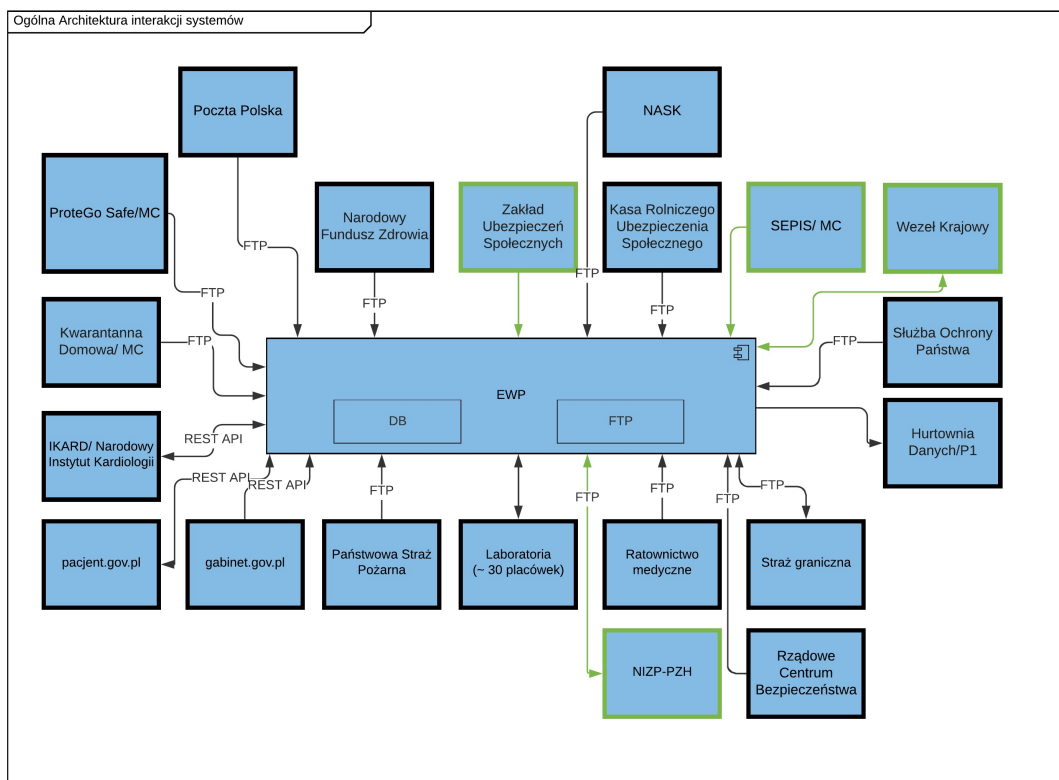 Ogólna Architektura interakcji systemów
Poczta Polska
NASK
ProteGo Safe/MC
Narodowy
Fundusz Zdrowia
Zakład
Ubezpieczeń
Społecznych
Kasa Rolniczego
Ubezpieczenia
Społecznego
SEPIS/ MC
Wezeł Krajowy
FTP
FTP
FTP
FTP
FTP
Kwarantanna
Domowa/ MC
FTP
Służba Ochrony
Państwa
FTP
EWP
DB
FTP
IKARD/ Narodowy
Instytut Kardiologii
REST API
Hurtownia
Danych/P1
REST API
REST API
FTP
FTP
FTP
FTP
FTP
pacjent.gov.pl
gabinet.gov.pl
Państwowa Straż
Pożarna
Laboratoria
(~ 30 placówek)
Ratownictwo
medyczne
Straż graniczna
NIZP-PZH
Rządowe
Centrum
Bezpieczeństwa